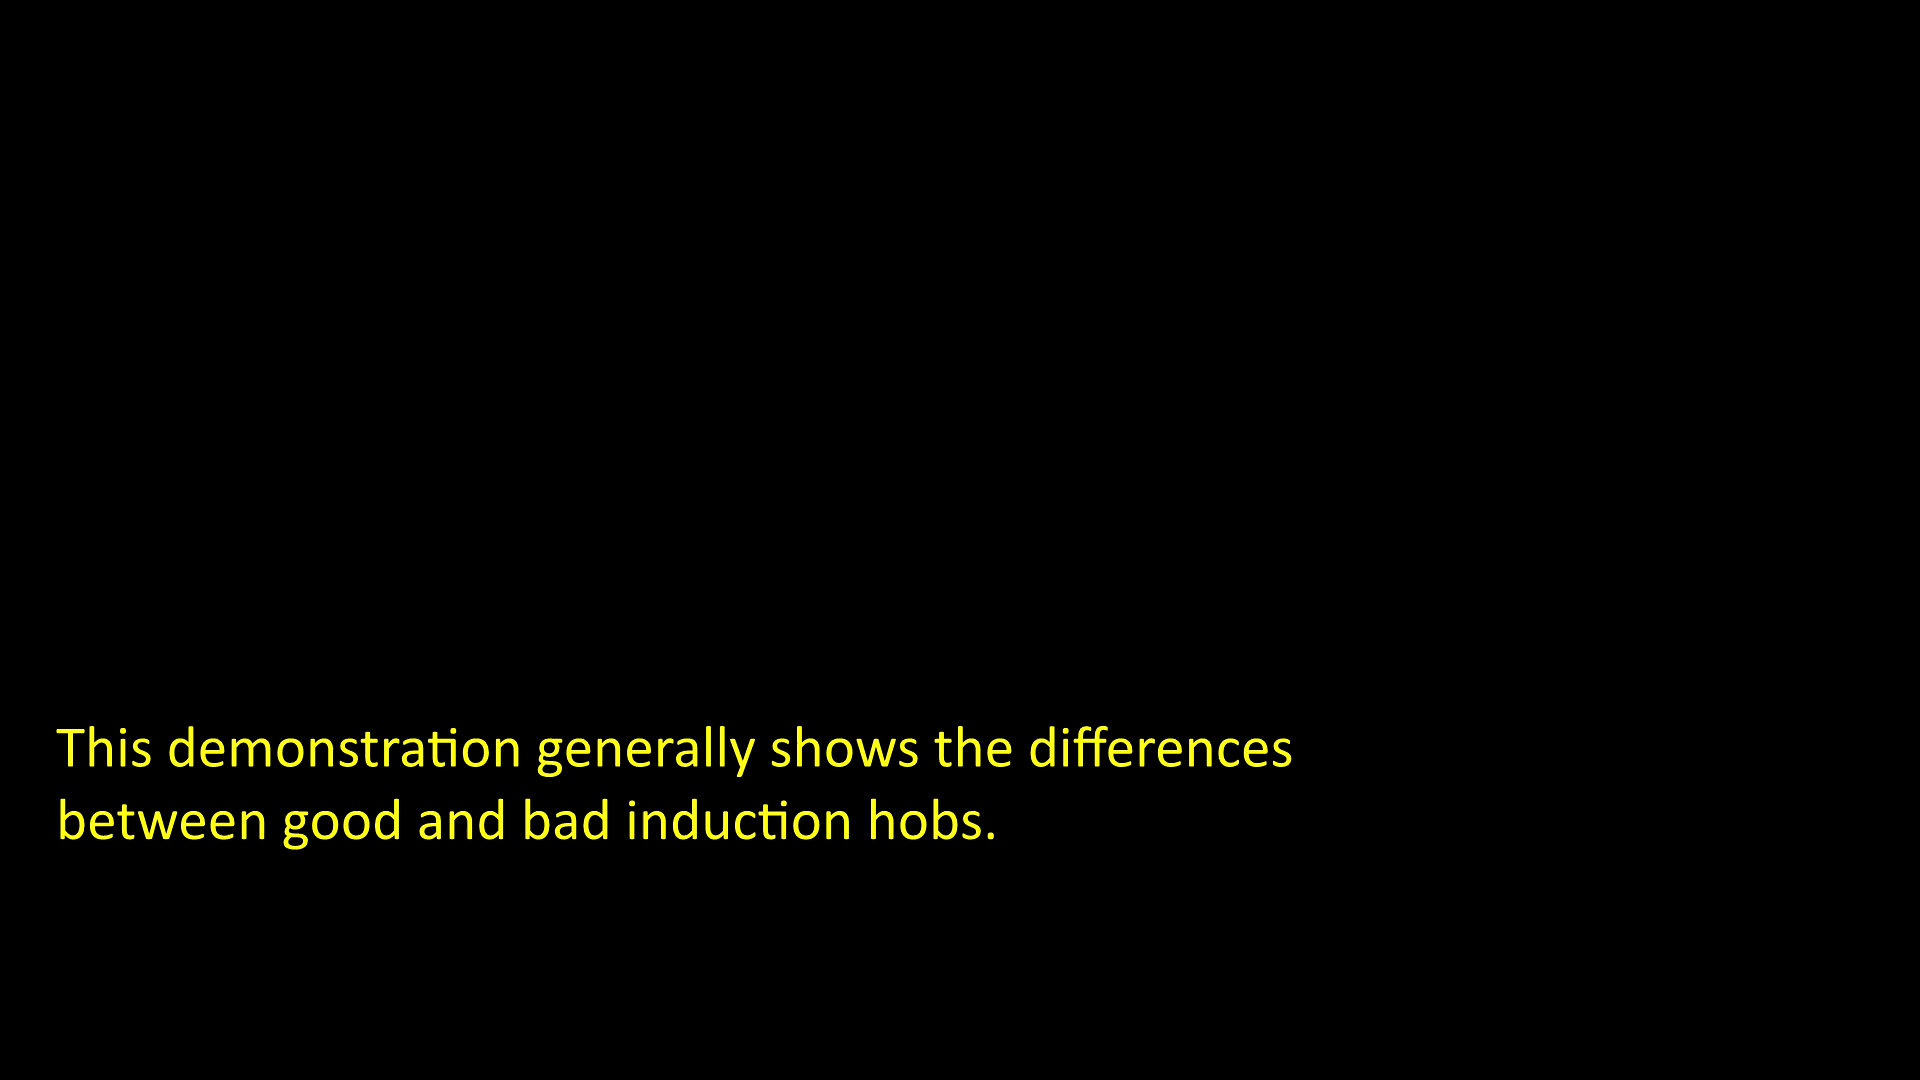 This demonstration generally shows the differences
between good and bad induction hobs.